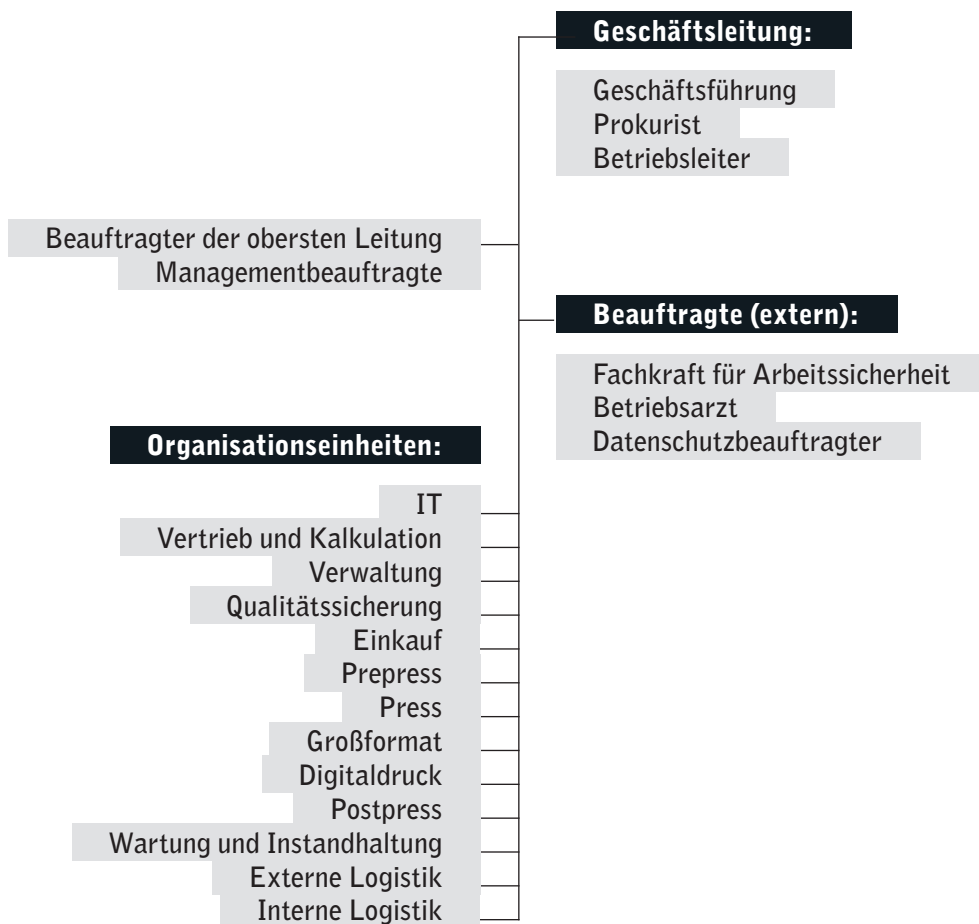 Geschäftsleitung:
Geschäftsführung
Prokurist
Betriebsleiter
Beauftragter der obersten Leitung
Managementbeauftragte
Beauftragte (extern):
Fachkraft für Arbeitssicherheit
Betriebsarzt
Datenschutzbeauftragter
Organisationseinheiten:
IT
Vertrieb und Kalkulation
Verwaltung
Qualitätssicherung
Einkauf
Prepress
Press
Großformat
Digitaldruck
Postpress
Wartung und Instandhaltung
Externe Logistik
Interne Logistik